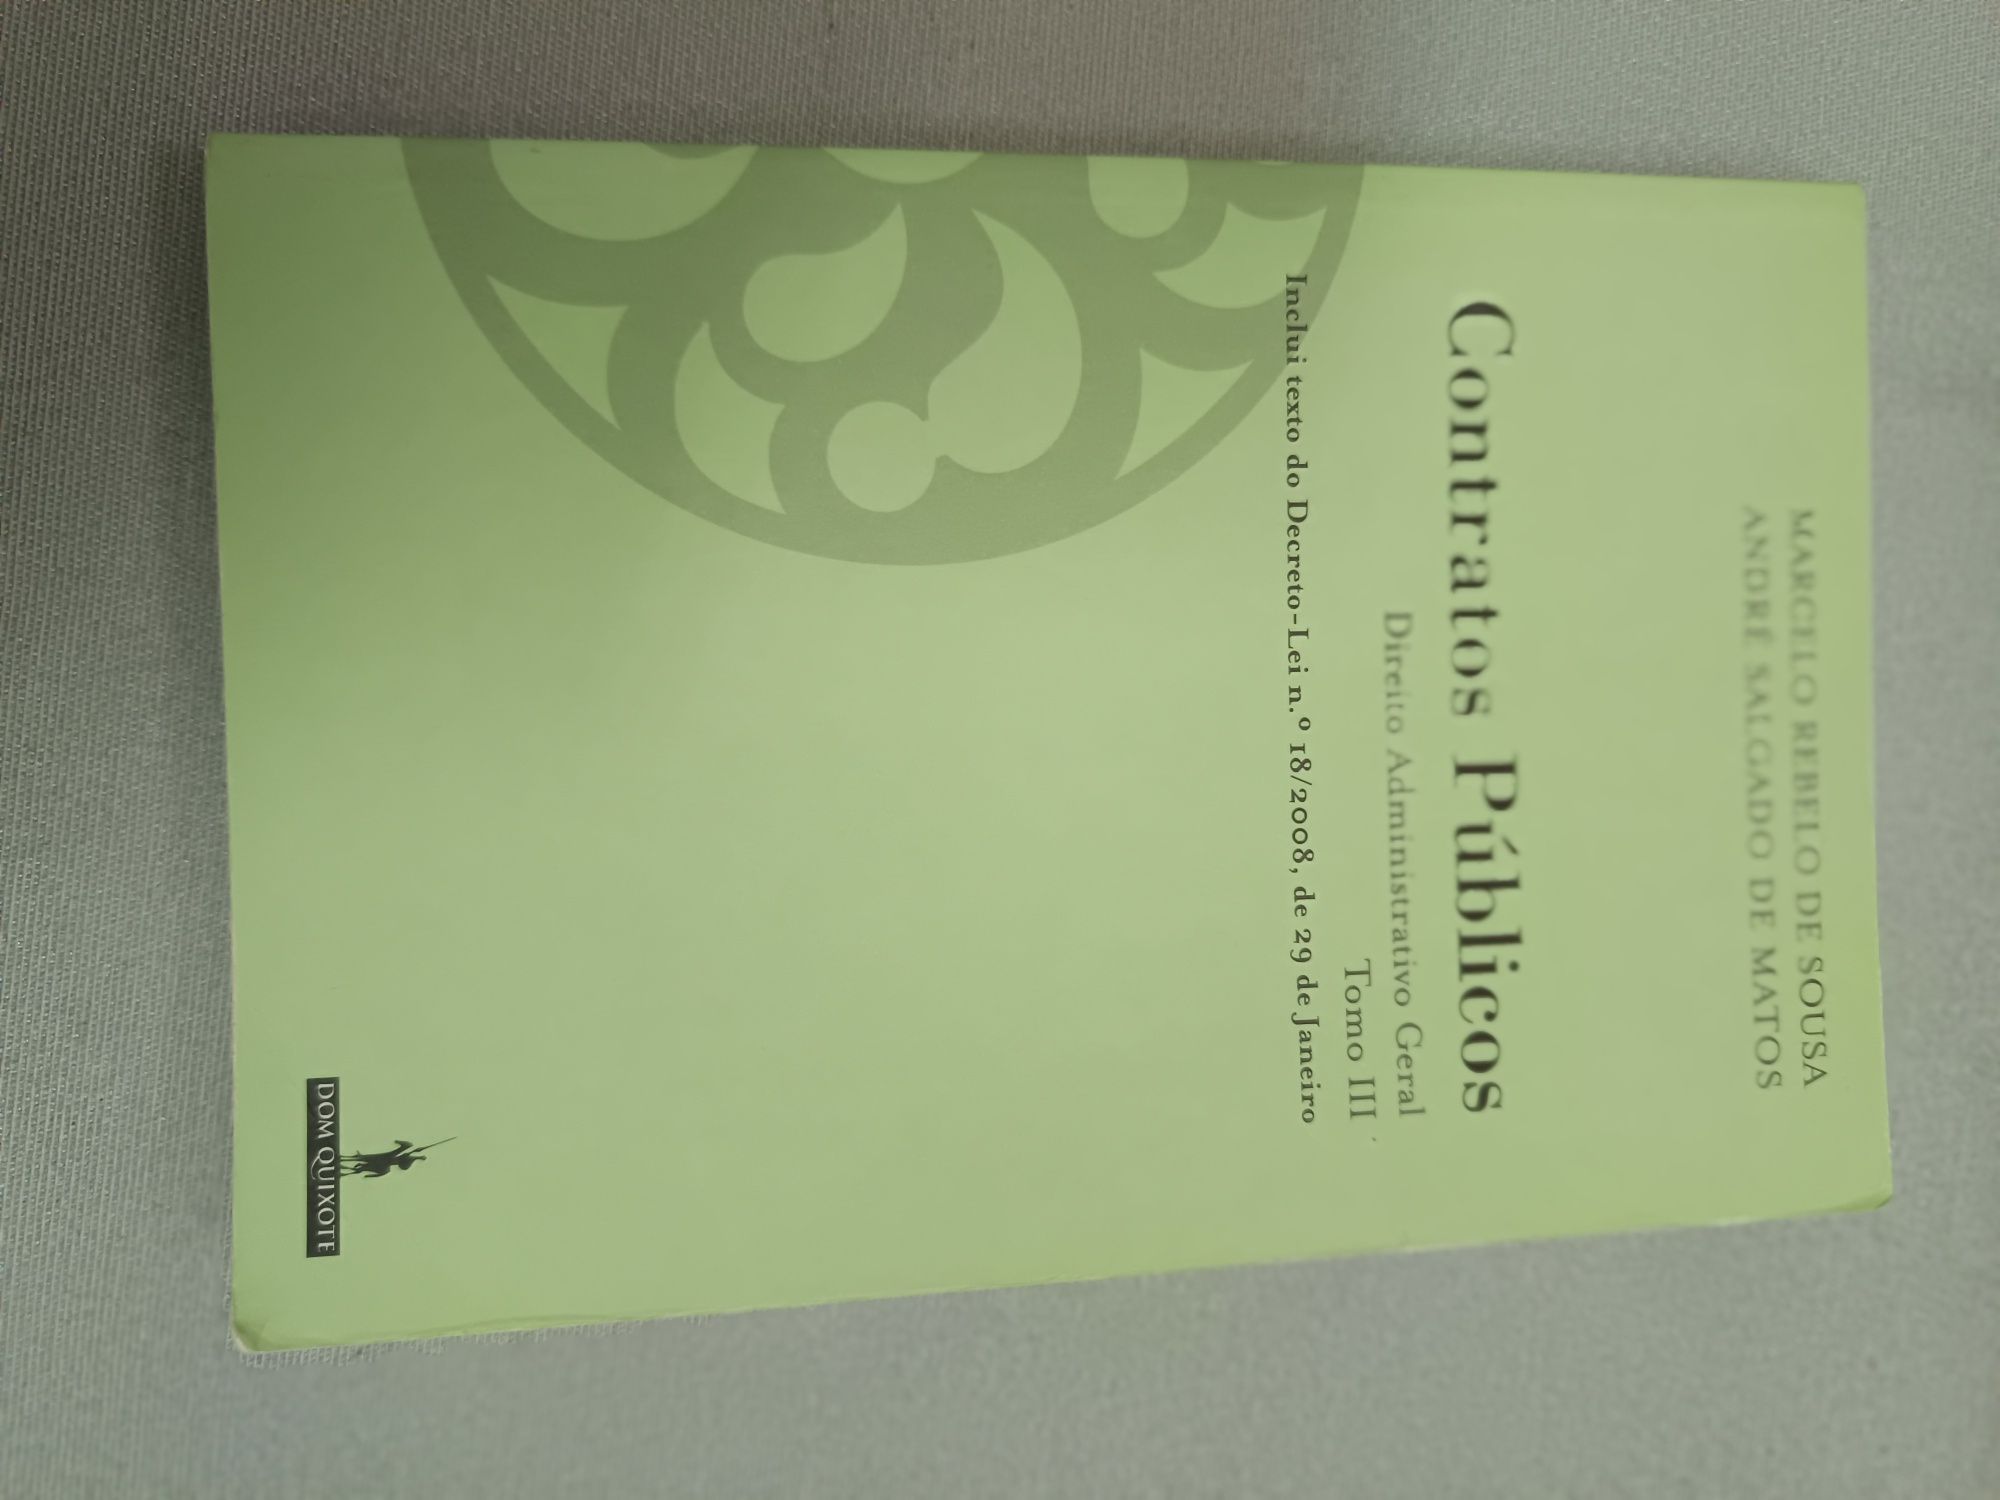 MARCELO REBELO DE SOUSA
ANDRÉ SALGADO DE MATOS
Contratos Públicos
Direito Administrativo Geral
Tomo III
Inclui texto do Decreto-Lei n.º 18/2008, de 29 de Janeiro
DOM QUIXOTE